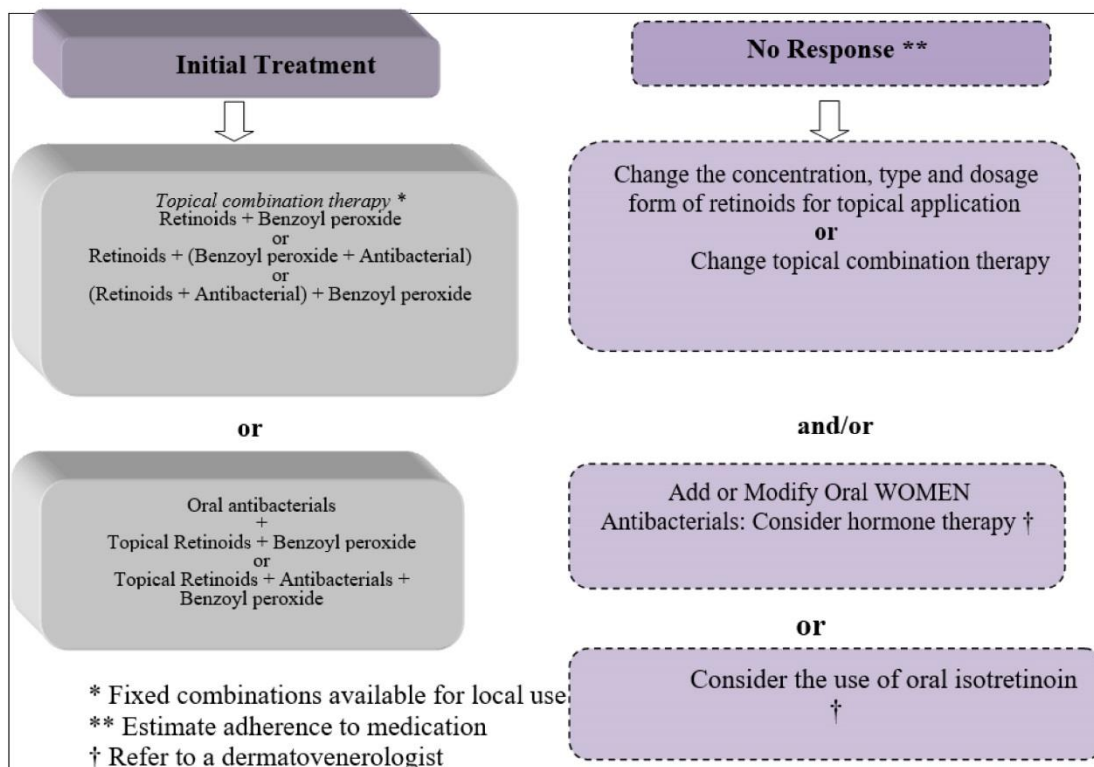 Initial Treatment
Topical combination therapy *
Retinoids + Benzoyl peroxide
or
Retinoids + (Benzoyl peroxide + Antibacterial)
or
(Retinoids + Antibacterial) + Benzoyl peroxide
or
Oral antibacterials
+
Topical Retinoids + Benzoyl peroxide
or
Topical Retinoids + Antibacterials +
Benzoyl peroxide
* Fixed combinations available for local use
** Estimate adherence to medication
† Refer to a dermatovenerologist
No Response **
Change the concentration, type and dosage
form of retinoids for topical application
or
Change topical combination therapy
and/or
Add or Modify Oral WOMEN
Antibacterials: Consider hormone therapy †
or
Consider the use of oral isotretinoin
†